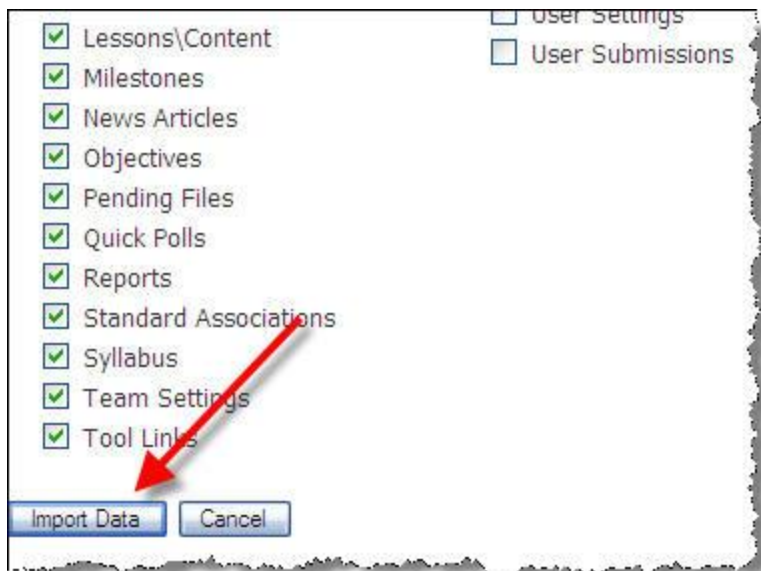 Lessons\Content
Milestones
News Articles
Objectives
Pending Files
Quick Polls
Reports
Standard Associations
Syllabus
Team Settings
Tool Links
User Settings
User Submissions
Import Data
Cancel